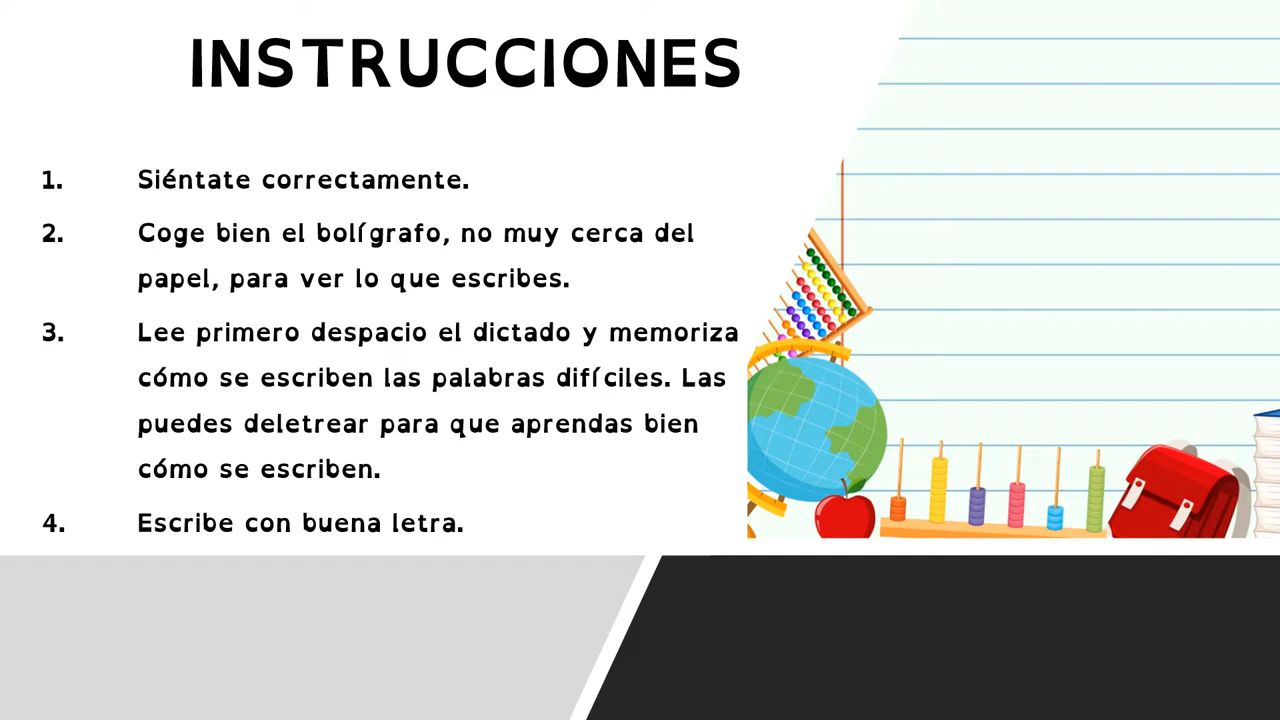 INSTRUCCIONES
1. Siéntate correctamente.
2. Coge bien el bolígrafo, no muy cerca del
papel, para ver lo que escribes.
3. Lee primero despacio el dictado y memoriza
cómo se escriben las palabras difíciles. Las
puedes deletrear para que aprendas bien
cómo se escriben.
4. Escribe con buena letra.